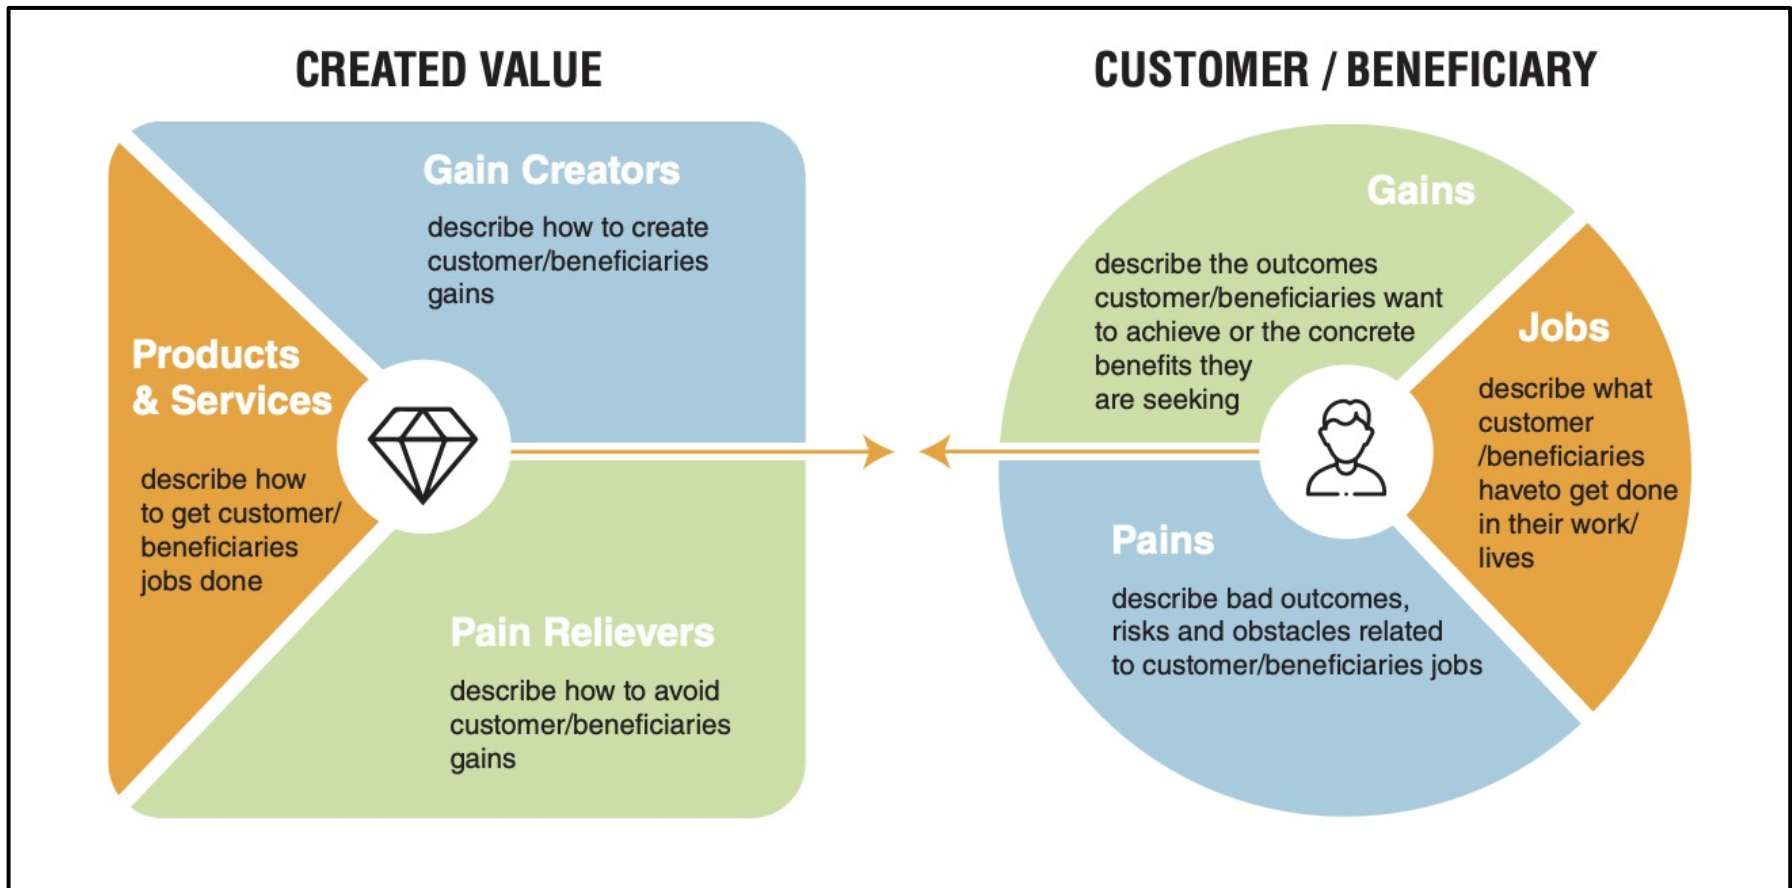 CREATED VALUE
Gain Creators
describe how to create
customer/beneficiaries
gains
Products
& Services
describe how
to get customer/
beneficiaries
jobs done
Pain Relievers
describe how to avoid
customer/beneficiaries
gains
CUSTOMER / BENEFICIARY
Gains
describe the outcomes
customer/beneficiaries want
to achieve or the concrete
benefits they
are seeking
Jobs
describe what
customer
/beneficiaries
haveto get done
in their work/
lives
Pains
describe bad outcomes,
risks and obstacles related
to customer/beneficiaries jobs